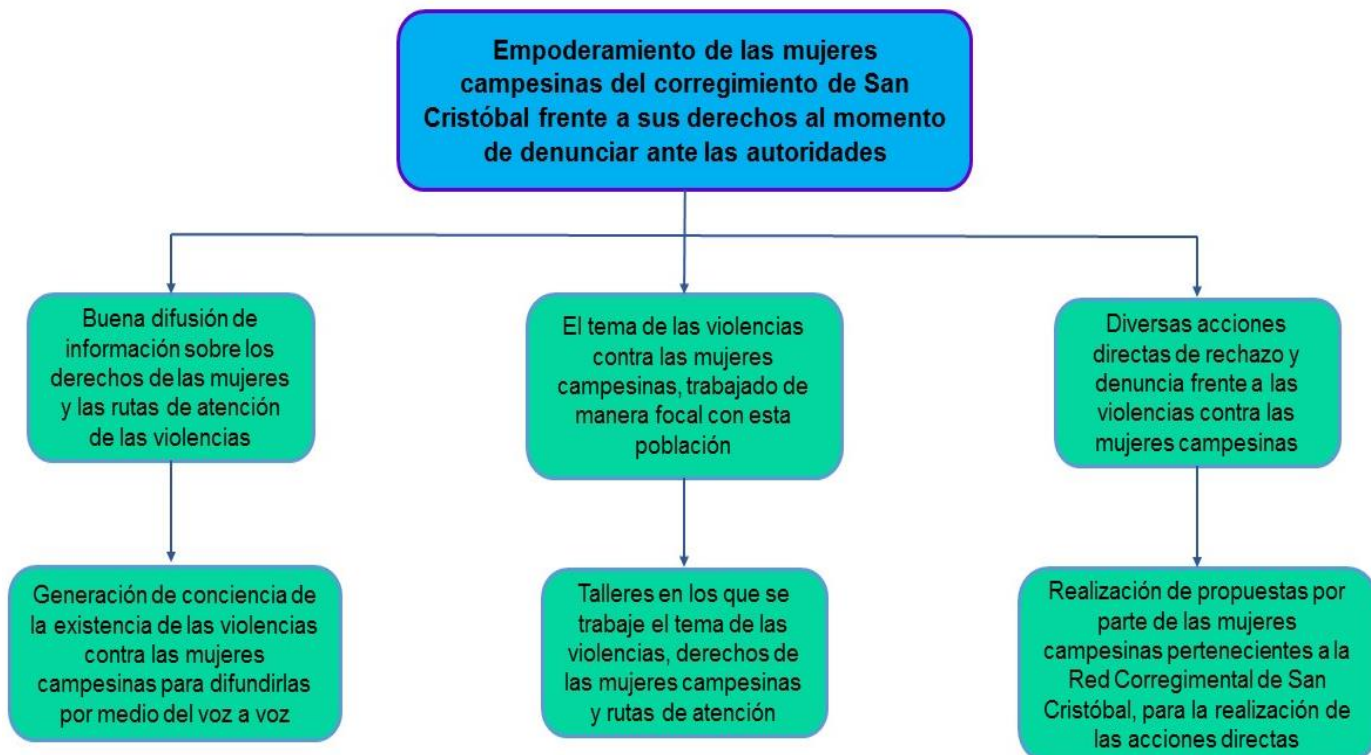 Empoderamiento de las mujeres
campesinas del corregimiento de San
Cristóbal frente a sus derechos al momento
de denunciar ante las autoridades
Buena difusión de
información sobre los
derechos de las mujeres
y las rutas de atención
de las violencias
El tema de las violencias
contra las mujeres
campesinas, trabajado de
manera focal con esta
población
Diversas acciones
directas de rechazo y
denuncia frente a las
violencias contra las
mujeres campesinas
Generación de conciencia de
la existencia de las violencias
contra las mujeres
campesinas para difundirlas
por medio del voz a voz
Talleres en los que se
trabaje el tema de las
violencias, derechos de
las mujeres campesinas
y rutas de atención
Realización de propuestas por
parte de las mujeres
campesinas pertenecientes a la
Red Corregimental de San
Cristóbal, para la realización de
las acciones directas